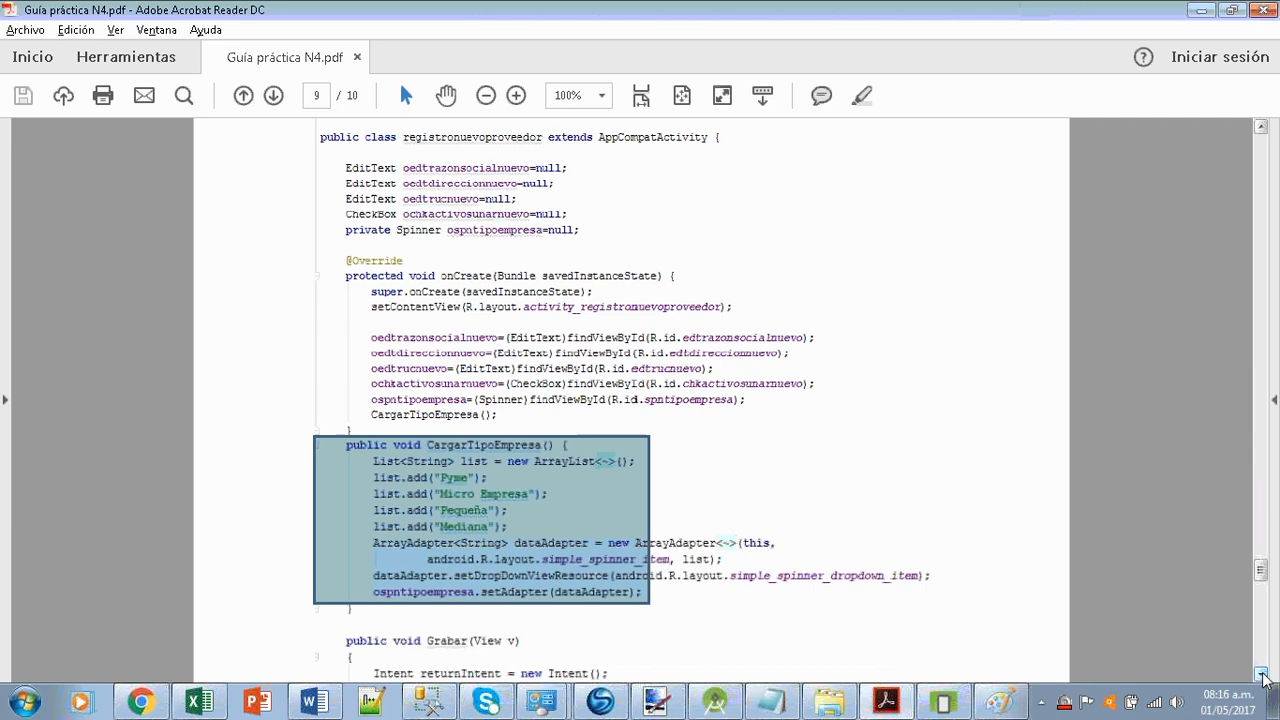 Guía práctica N4.pdf - Adobe Acrobat Reader DC
Archivo Edición Ver Ventana Ayuda
Inicio Herramientas Guía práctica N4.pdf × ? Iniciar sesión
9 / 10 100%
public class registronuevoproveedor extends AppCompatActivity {
EditText oedtrazonsocialnuevo=null;
EditText oedtdireccionnuevo=null;
EditText oedtrucnuevo=null;
CheckBox ochkactivosunarnuevo=null;
private Spinner ospntipoempresa=null;
@Override
protected void onCreate(Bundle savedInstanceState) {
super.onCreate(savedInstanceState);
setContentView(R.layout.activity_registronuevoproveedor);
oedtrazonsocialnuevo=(EditText)findViewById(R.id.edtrazonsocialnuevo);
oedtdireccionnuevo=(EditText)findViewById(R.id.edtdireccionnuevo);
oedtrucnuevo=(EditText)findViewById(R.id.edtrucnuevo);
ochkactivosunarnuevo=(CheckBox)findViewById(R.id.chkactivosunarnuevo);
ospntipoempresa=(Spinner)findViewById(R.id.spntipoempresa);
CargarTipoEmpresa();
}
public void CargarTipoEmpresa() {
List<String> list = new ArrayList<~>();
list.add("Pyme");
list.add("Micro Empresa");
list.add("Pequeña");
list.add("Mediana");
ArrayAdapter<String> dataAdapter = new ArrayAdapter<~>(this,
android.R.layout.simple_spinner_item, list);
dataAdapter.setDropDownViewResource(android.R.layout.simple_spinner_dropdown_item);
ospntipoempresa.setAdapter(dataAdapter);
}
public void Grabar(View v)
{
Intent returnIntent = new Intent();
08:16 a.m.
01/05/2017